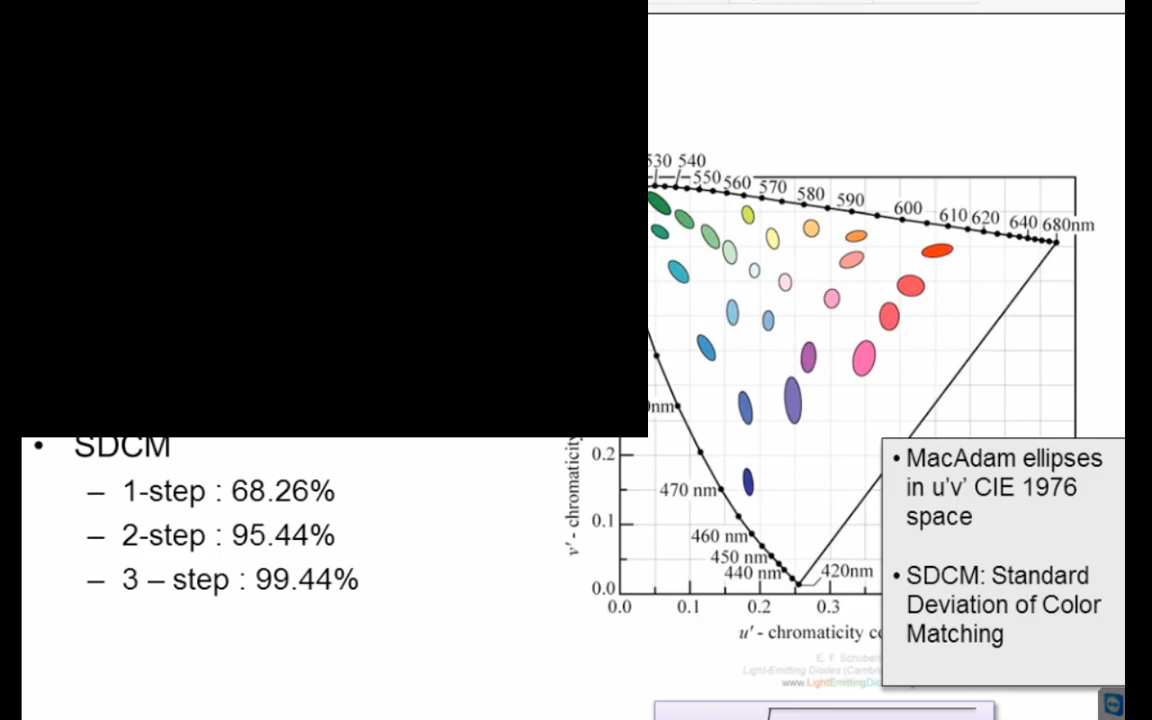 530 540
550 560 570 580 590 600 610 620 640 680nm
nm
• SDCM
– 1-step : 68.26%
– 2-step : 95.44%
– 3 – step : 99.44%
v′ - chromaticity
0.2
0.1
0.0
470 nm
460 nm
450 nm
440 nm
420nm
0.0 0.1 0.2 0.3
u′ - chromaticity
• MacAdam ellipses
in u’v’ CIE 1976
space
• SDCM: Standard
Deviation of Color
Matching
E. F. Schuber
Light-Emitting Diodes (Camb
www.LightEmittingDio